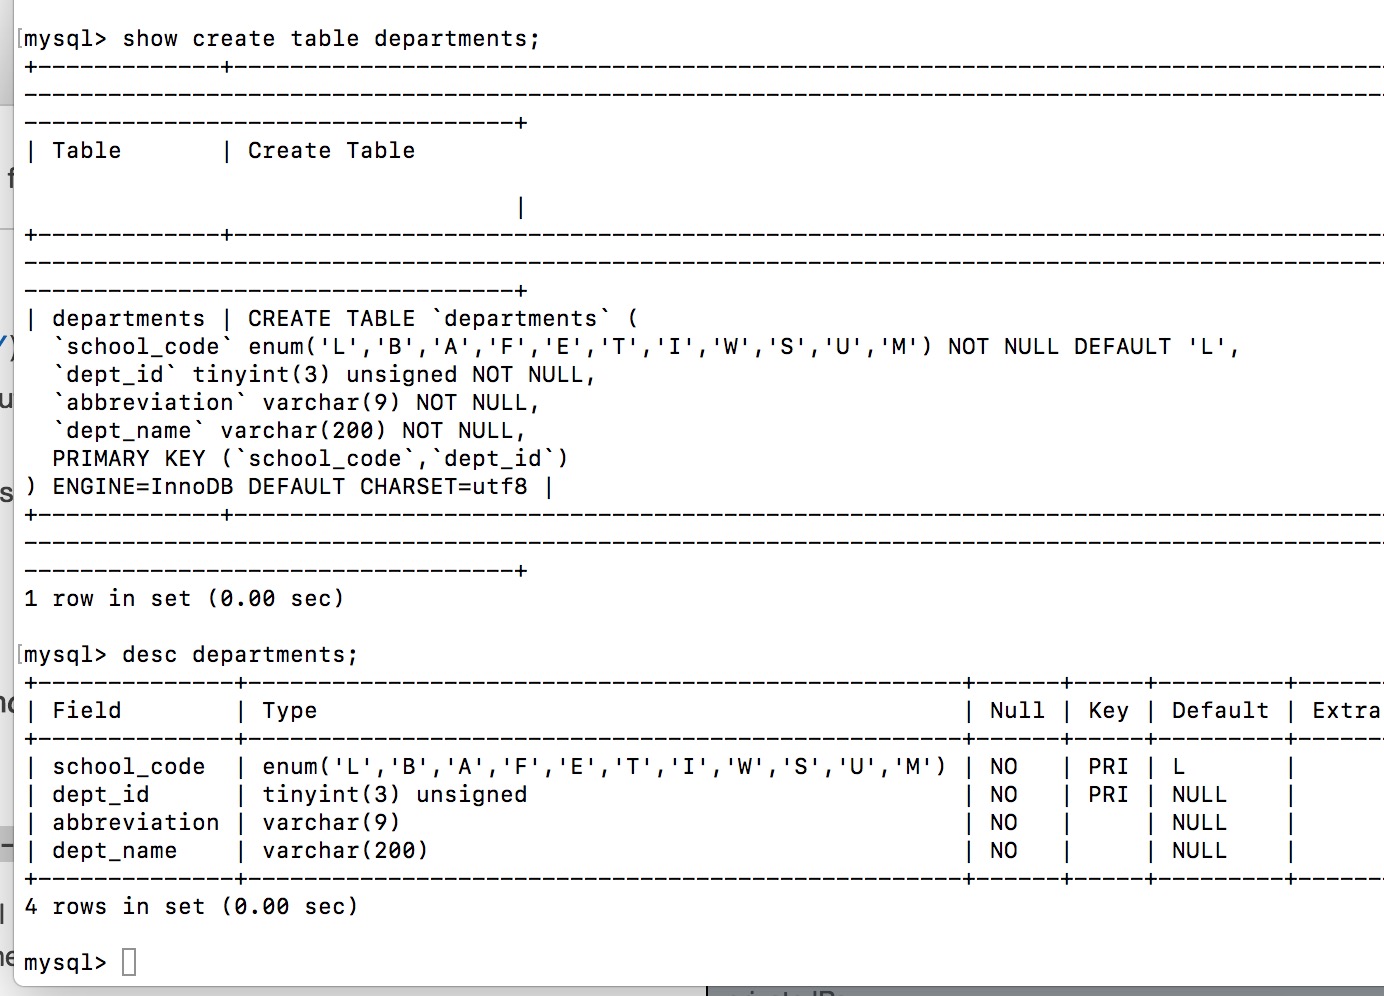 mysql> show create table departments;
+-------------+----------------------------------------------------------------------------------
-------------------------------------------------------------------------------------------------
-----------------------------------+
| Table       | Create Table
|
+-------------+----------------------------------------------------------------------------------
-------------------------------------------------------------------------------------------------
-----------------------------------+
| departments | CREATE TABLE `departments` (
  `school_code` enum('L','B','A','F','E','T','I','W','S','U','M') NOT NULL DEFAULT 'L',
  `dept_id` tinyint(3) unsigned NOT NULL,
  `abbreviation` varchar(9) NOT NULL,
  `dept_name` varchar(200) NOT NULL,
  PRIMARY KEY (`school_code`,`dept_id`)
) ENGINE=InnoDB DEFAULT CHARSET=utf8 |
+-------------+----------------------------------------------------------------------------------
-------------------------------------------------------------------------------------------------
-----------------------------------+
1 row in set (0.00 sec)
mysql> desc departments;
+--------------+---------------------------------------------------+------+-----+---------+-------
| Field        | Type                                              | Null | Key | Default | Extra
+--------------+---------------------------------------------------+------+-----+---------+-------
| school_code  | enum('L','B','A','F','E','T','I','W','S','U','M') | NO   | PRI | L       |
| dept_id      | tinyint(3) unsigned                               | NO   | PRI | NULL    |
| abbreviation | varchar(9)                                        | NO   |     | NULL    |
| dept_name    | varchar(200)                                      | NO   |     | NULL    |
+--------------+---------------------------------------------------+------+-----+---------+-------
4 rows in set (0.00 sec)
mysql>